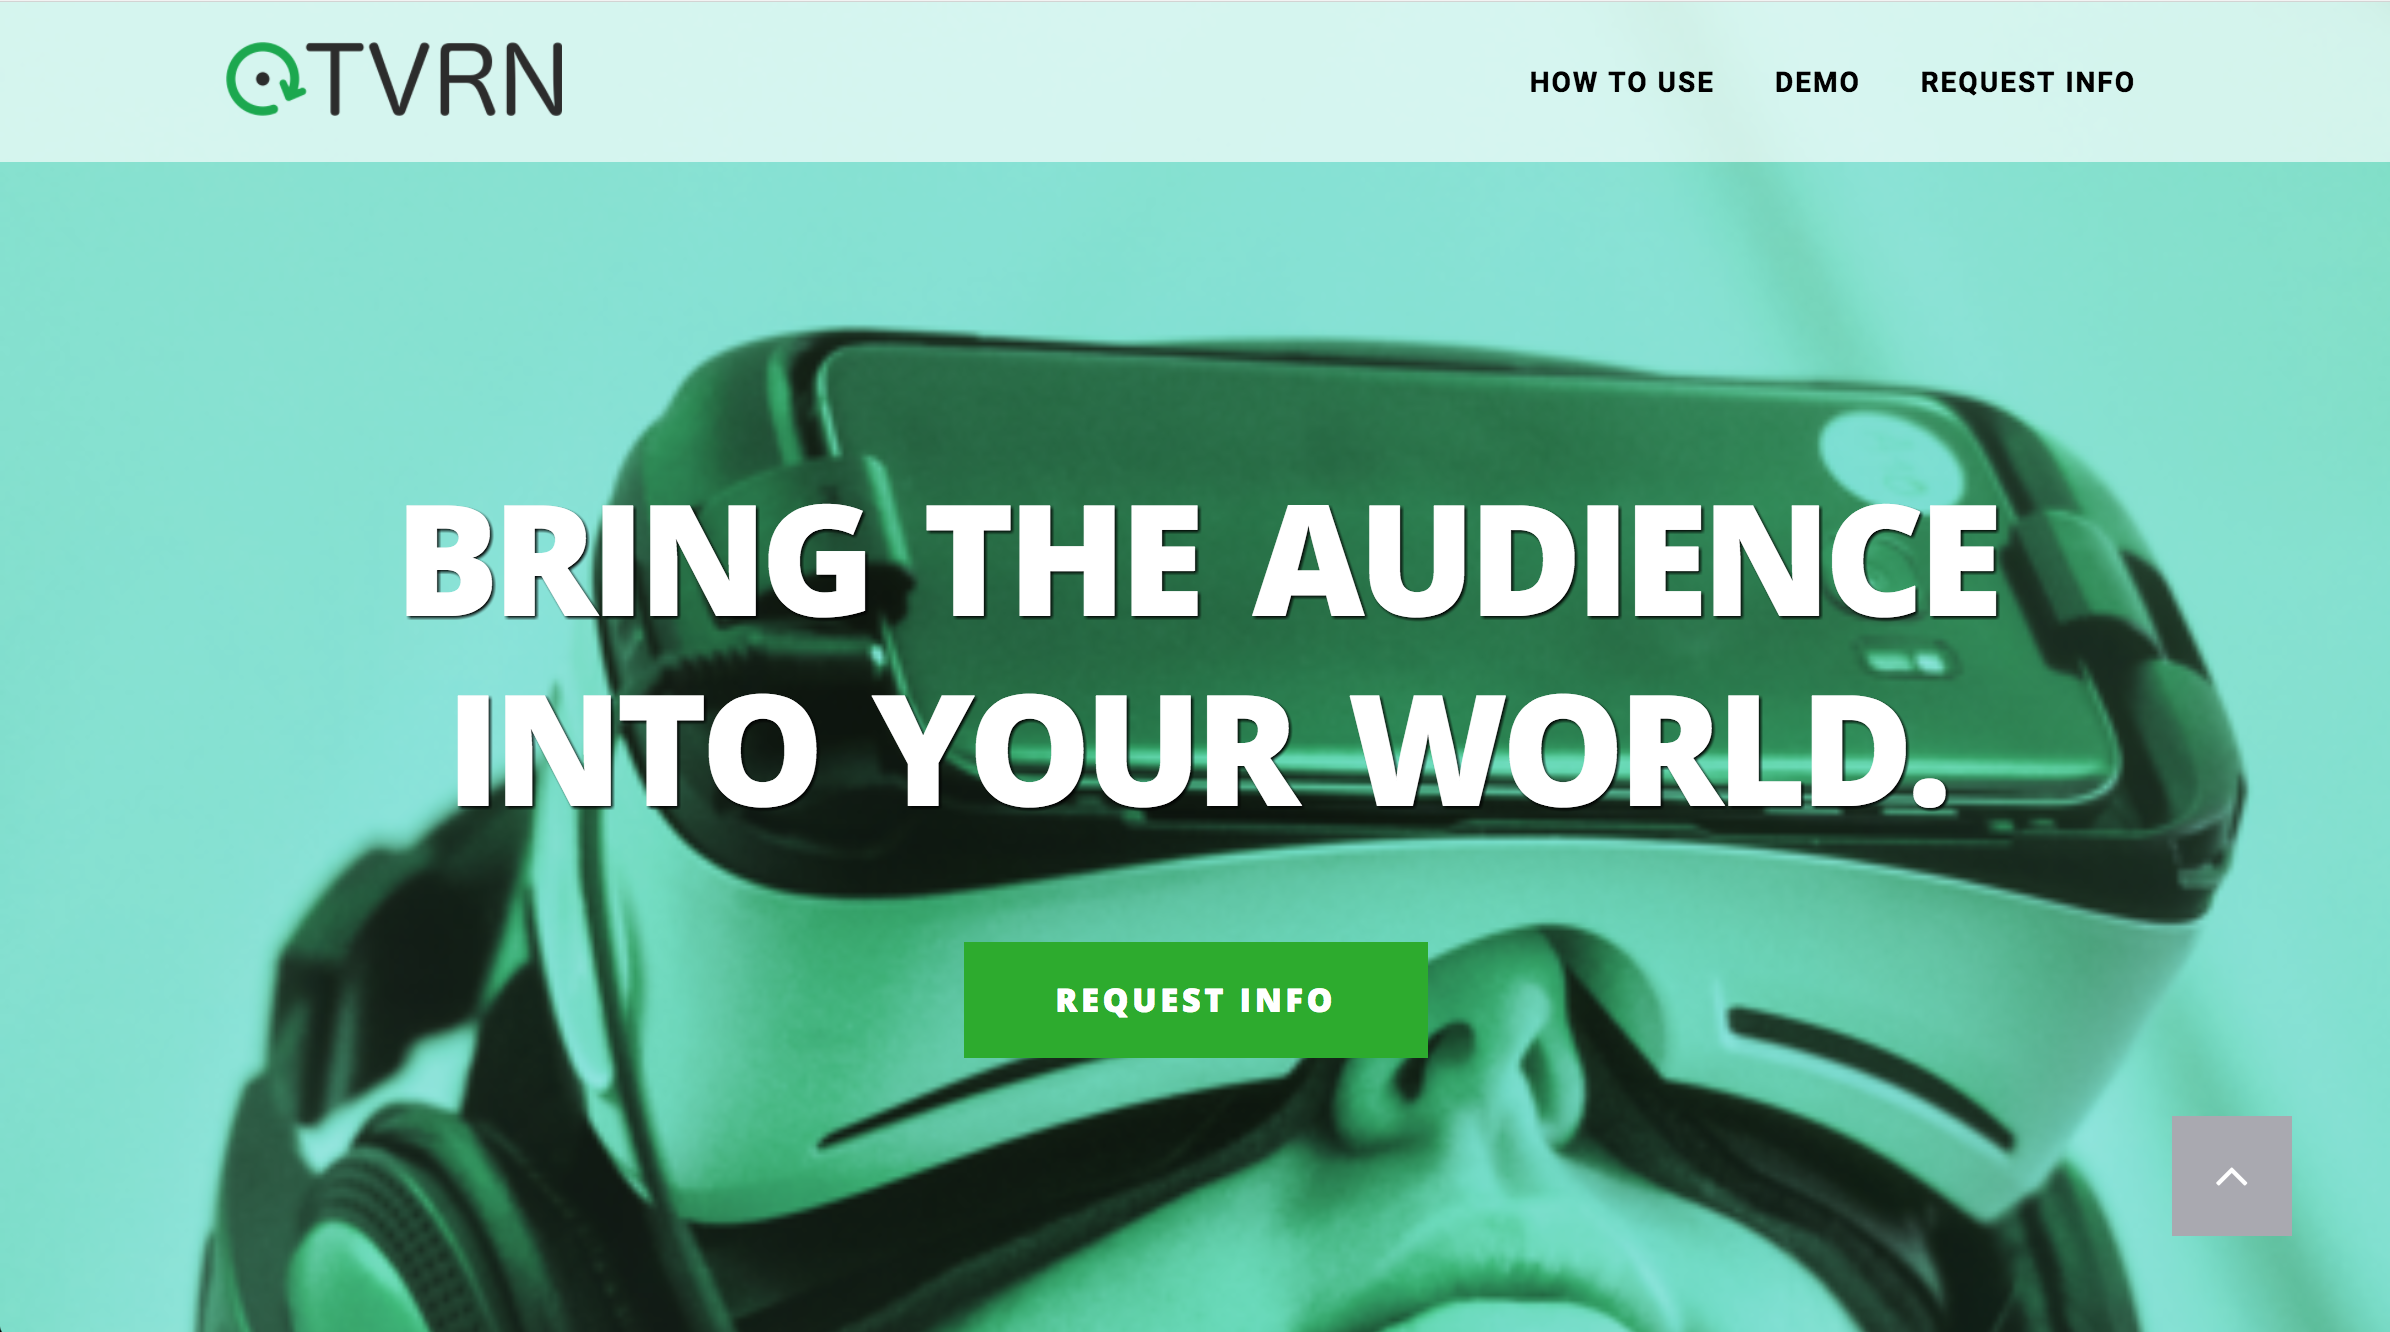 TVRN
HOW TO USE DEMO REQUEST INFO
BRING THE AUDIENCE
INTO YOUR WORLD.
REQUEST INFO